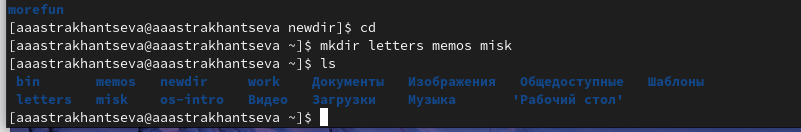 morefun
[aaastrakhantseva@aaastrakhantseva newdir]$ cd
[aaastrakhantseva@aaastrakhantseva ~]$ mkdir letters memos misk
[aaastrakhantseva@aaastrakhantseva ~]$ ls
bin memos newdir work Документы Изображения Общедоступные Шаблоны
letters misk os-intro Видео Загрузки Музыка 'Рабочий стол'
[aaastrakhantseva@aaastrakhantseva ~]$